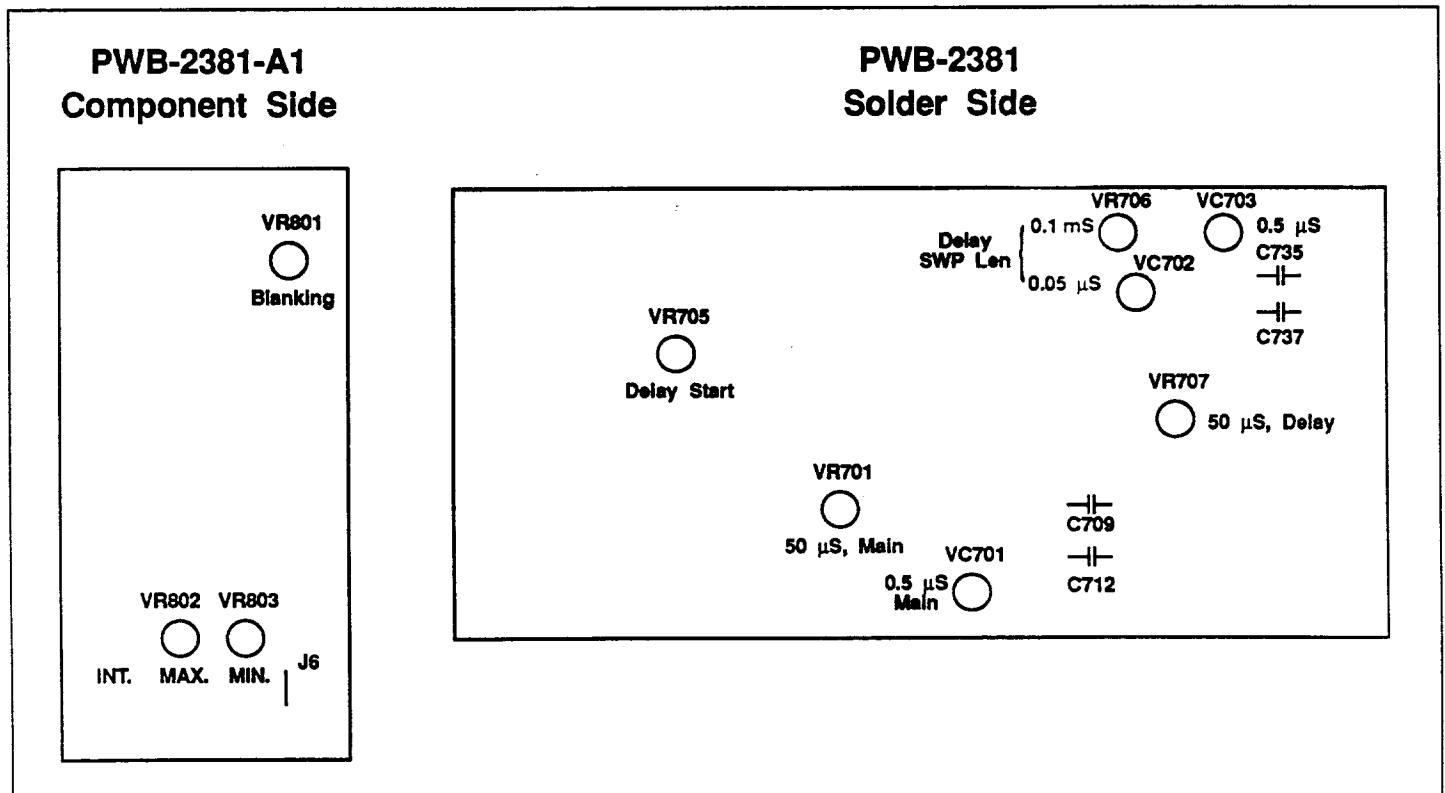 PWB-2381-A1
Component Side
PWB-2381
Solder Side
VR801
Blanking
VR802 VR803
INT. MAX. MIN.
J6
VR706
VC703
0.1 mS
0.5 μS
Delay
SWP Len
C735
VC702
0.05 μS
C737
VR705
Delay Start
VR707
50 μS, Delay
VR701
50 μS, Main
C709
VC701
0.5 μS
Main
C712